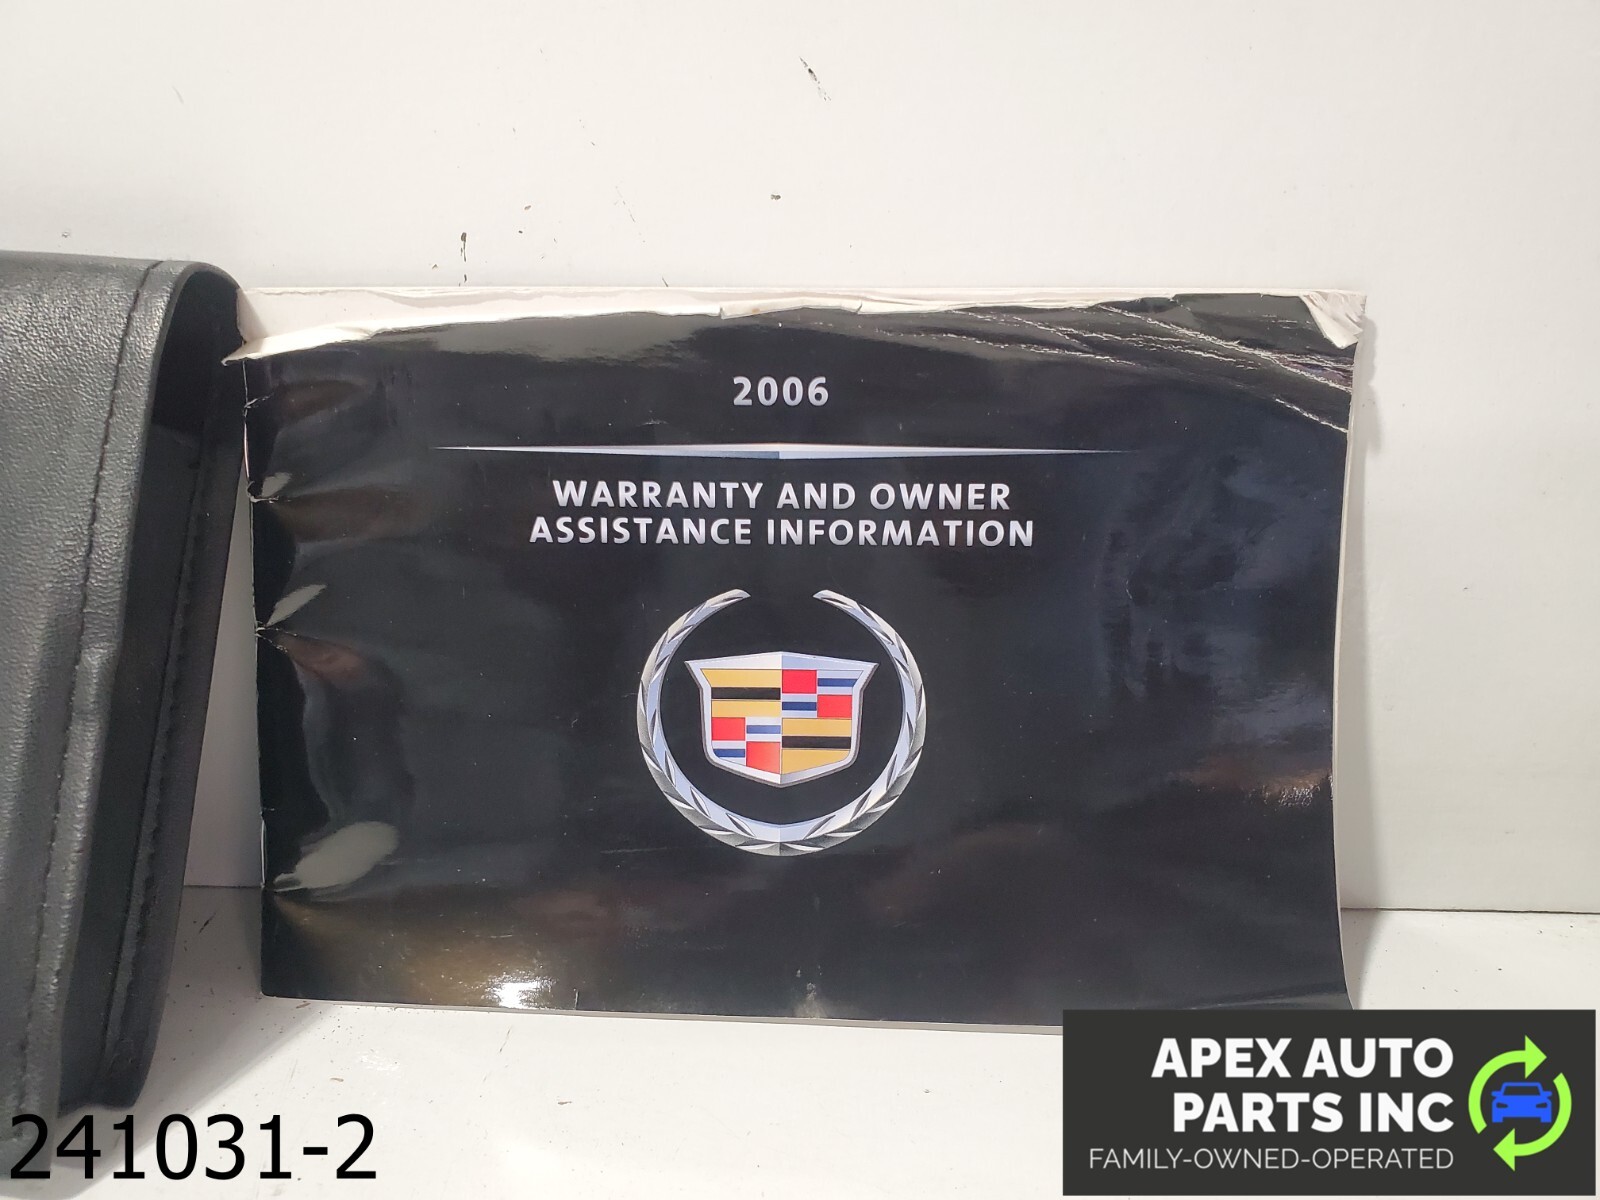 2006
WARRANTY AND OWNER
ASSISTANCE INFORMATION
APEX AUTO
PARTS INC
FAMILY-OWNED-OPERATED
241031-2